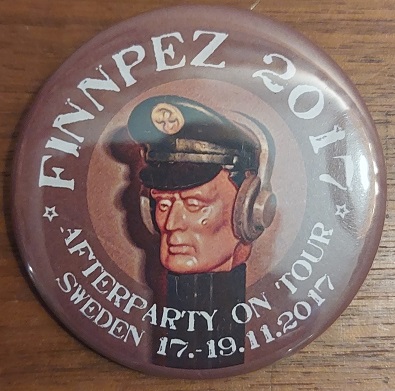 FINNPEZ 2017
☆ AFTERPARTY ON TOUR ☆
SWEDEN 17.-19.11.2017